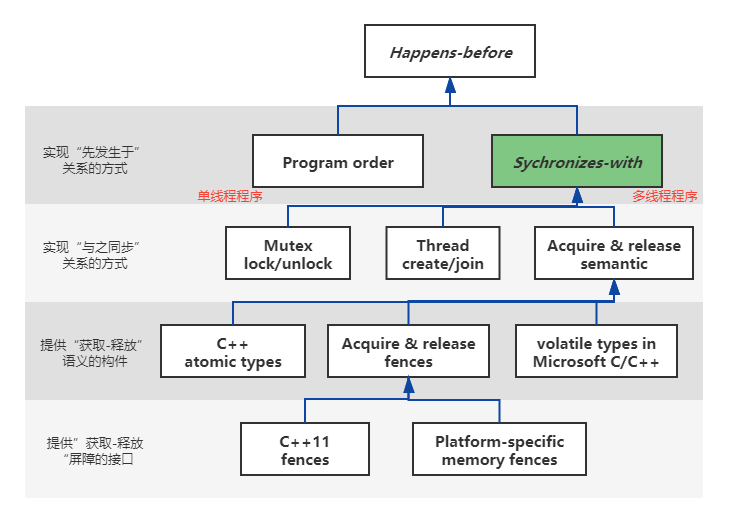 Happens-before
实现“先发生于”
关系的方式
Program order
Sychronizes-with
单线程程序
多线程程序
实现“与之同步”
关系的方式
Mutex
lock/unlock
Thread
create/join
Acquire & release
semantic
提供“获取-释放”
语义的构件
C++
atomic types
Acquire & release
fences
volatile types in
Microsoft C/C++
提供”获取-释放
“屏障的接口
C++11
fences
Platform-specific
memory fences